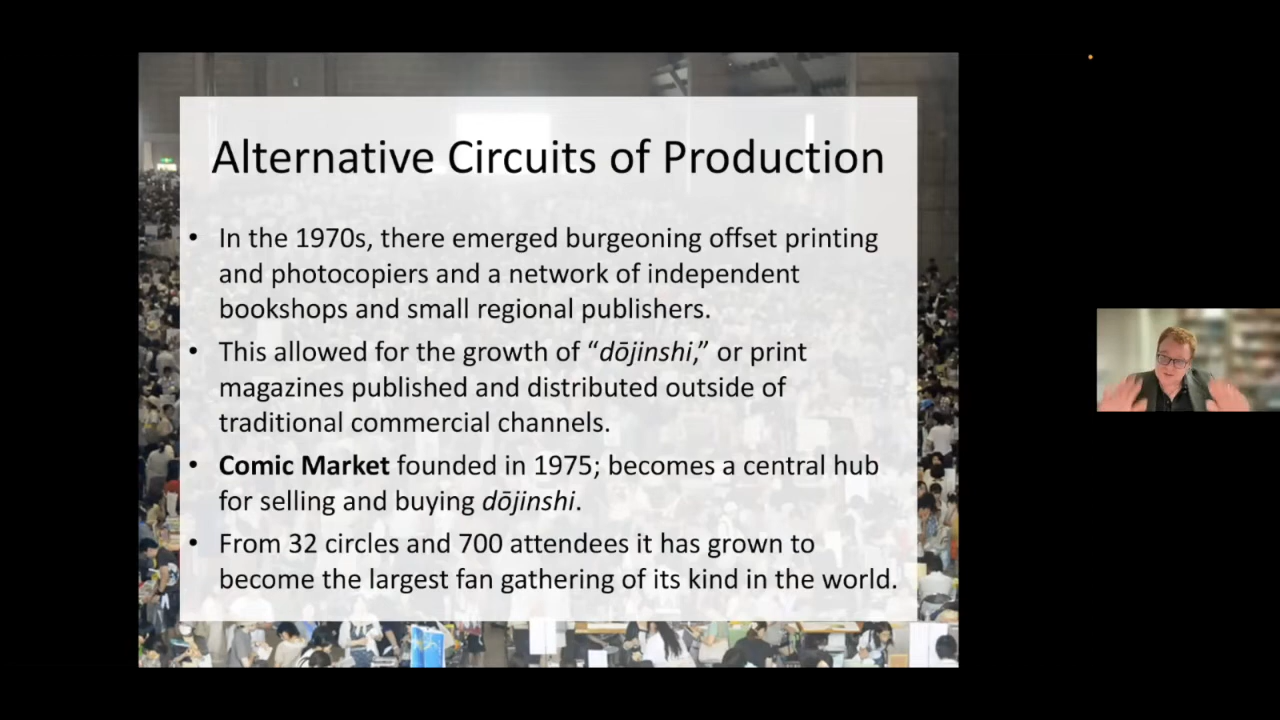 Alternative Circuits of Production
• In the 1970s, there emerged burgeoning offset printing
and photocopiers and a network of independent
bookshops and small regional publishers.
• This allowed for the growth of “dōjinshi,” or print
magazines published and distributed outside of
traditional commercial channels.
• Comic Market founded in 1975; becomes a central hub
for selling and buying dōjinshi.
• From 32 circles and 700 attendees it has grown to
become the largest fan gathering of its kind in the world.